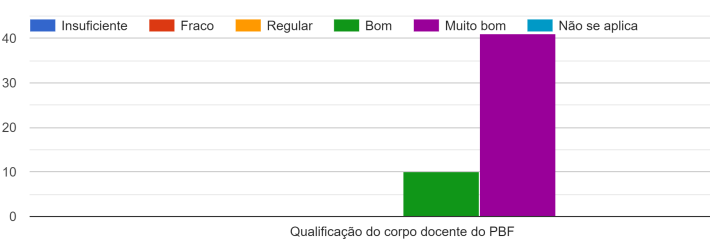 Insuficiente Fraco Regular Bom Muito bom Não se aplica
40
30
20
10
0
Qualificação do corpo docente do PBF